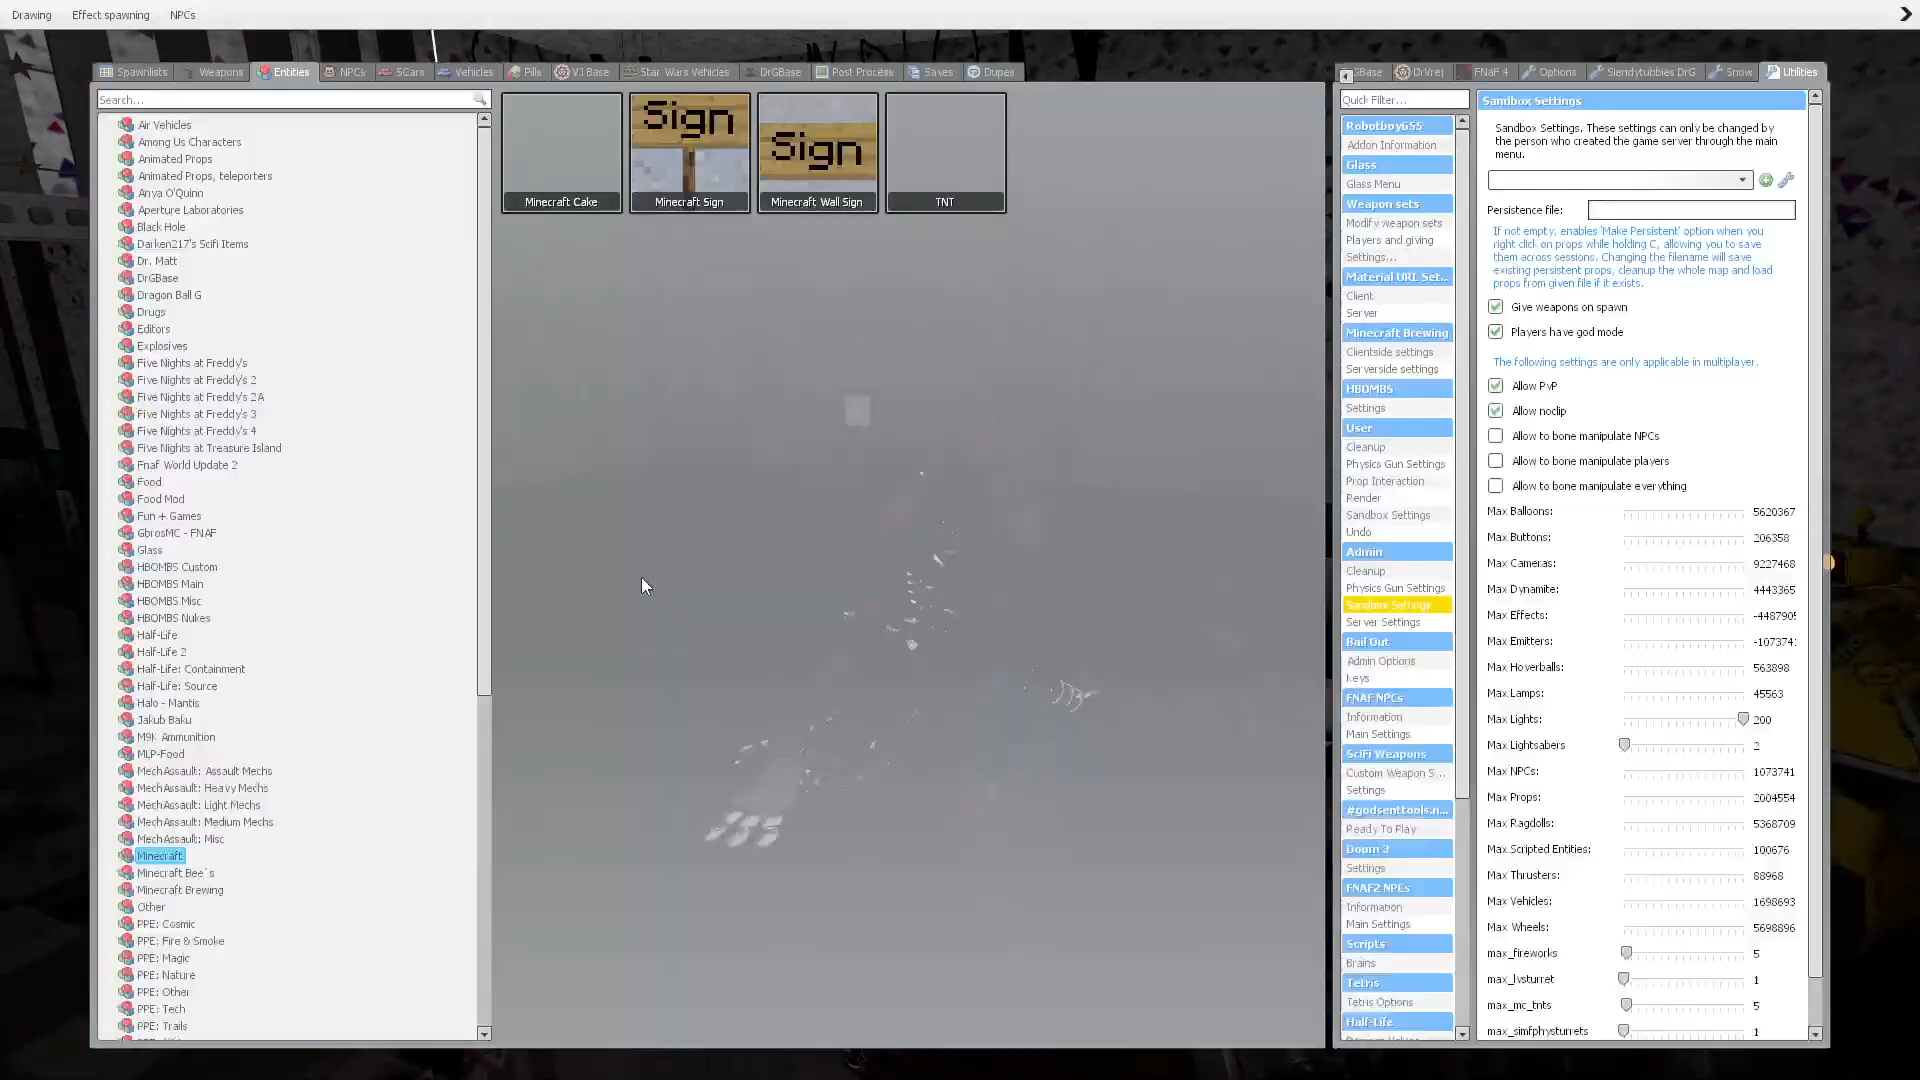 Drawing
Effect spawning
NPCs
Spawnlists
Weapons
Entities
NPCs
SCars
Vehicles
Pills
VJ Base
Star Wars Vehicles
DrGBase
Post Process
Saves
Dupes
Search...
Air Vehicles
Among Us Characters
Animated Props
Animated Props, teleporters
Anya O'Quinn
Aperture Laboratories
Black Hole
Darken217's Scifi Items
Dr. Matt
DrGBase
Dragon Ball G
Drugs
Editors
Explosives
Five Nights at Freddy's
Five Nights at Freddy's 2
Five Nights at Freddy's 2A
Five Nights at Freddy's 3
Five Nights at Freddy's 4
Five Nights at Treasure Island
Fnaf World Update 2
Food
Food Mod
Fun + Games
GbrosMC - FNAF
Glass
HBOMBS Custom
HBOMBS Main
HBOMBS Misc
HBOMBS Nukes
Half-Life
Half-Life 2
Half-Life: Containment
Half-Life: Source
Halo - Mantis
Jakub Baku
M9K Ammunition
MLP-Food
MechAssault: Assault Mechs
MechAssault: Heavy Mechs
MechAssault: Light Mechs
MechAssault: Medium Mechs
MechAssault: Misc
Minecraft
Minecraft Bee's
Minecraft Brewing
Other
PPE: Cosmic
PPE: Fire & Smoke
PPE: Magic
PPE: Nature
PPE: Other
PPE: Tech
PPE: Trails
Minecraft Cake
Sign
Minecraft Sign
Sign
Minecraft Wall Sign
TNT
SBase
DrVrej
FNaF 4
Options
Slendytubbies DrG
Snow
Utilities
Quick Filter...
Robotboy655
Addon Information
Glass
Glass Menu
Weapon sets
Modify weapon sets
Players and giving
Settings...
Material URL Set...
Client
Server
Minecraft Brewing
Clientside settings
Serverside settings
HBOMBS
Settings
User
Cleanup
Physics Gun Settings
Prop Interaction
Render
Sandbox Settings
Undo
Admin
Cleanup
Physics Gun Settings
Sandbox Settings
Server Settings
Bail Out
Admin Options
Keys
FNAF NPCs
Information
Main Settings
SciFi Weapons
Custom Weapon S...
Settings
#godsenttools.n...
Ready To Play
Doom 3
Settings
FNAF2 NPCs
Information
Main Settings
Scripts
Brains
Tetris
Tetris Options
Half-Life
Sandbox Settings
Sandbox Settings. These settings can only be changed by
the person who created the game server through the main
menu.
Persistence file:
If not empty, enables 'Make Persistent' option when you
right click on props while holding C, allowing you to save
them across sessions. Changing the filename will save
existing persistent props, cleanup the whole map and load
props from given file if it exists.
Give weapons on spawn
Players have god mode
The following settings are only applicable in multiplayer.
Allow PvP
Allow noclip
Allow to bone manipulate NPCs
Allow to bone manipulate players
Allow to bone manipulate everything
Max Balloons: 5620367
Max Buttons: 206358
Max Cameras: 9227468
Max Dynamite: 4443365
Max Effects: -448790
Max Emitters: -1073741
Max Hoverballs: 563898
Max Lamps: 45563
Max Lights: 200
Max Lightsabers 2
Max NPCs: 1073741
Max Props: 2004554
Max Ragdolls: 5368709
Max Scripted Entities: 100676
Max Thrusters: 88968
Max Vehicles: 1698693
Max Wheels: 5698896
max_fireworks 5
max_lvsturret 1
max_mc_tnts 5
max_simfphysturrets 1